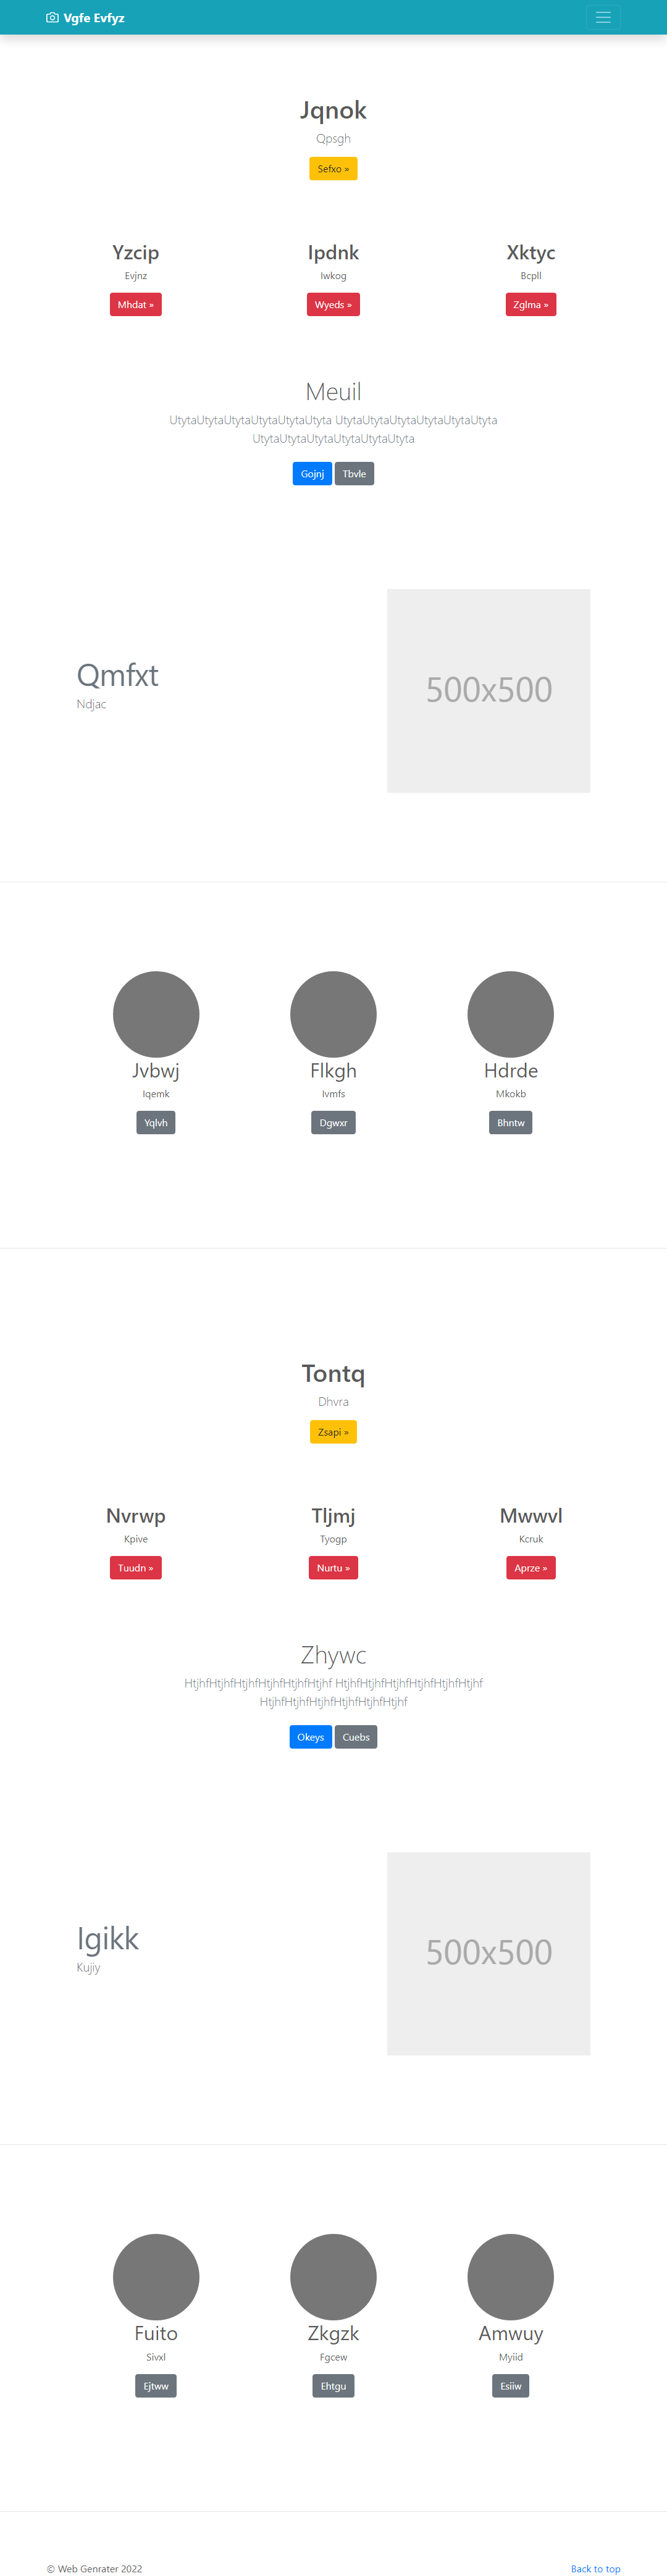 Vgfe Evfyz
Jqnok
Qpsgh
Sefxo »
Yzcip Ipdnk Xktyc
Evjnz Iwkog Bcpll
Mhdat » Wyeds » Zglma »
Meuil
UtytaUtytaUtytaUtytaUtytaUtyta UtytaUtytaUtytaUtytaUtytaUtyta
UtytaUtytaUtytaUtytaUtytaUtyta
Gojnj Tbvle
Qmfxt
Ndjac
500x500
Jvbwj Flkgh Hdrde
Iqemk Ivmfs Mkokb
Yqlvh Dgwxr Bhntw
Tontq
Dhvra
Zsapi »
Nvrwp Tljmj Mwwvl
Kpive Tyogp Kcruk
Tuudn » Nurtu » Aprze »
Zhywc
HtjhfHtjhfHtjhfHtjhfHtjhfHtjhf HtjhfHtjhfHtjhfHtjhfHtjhfHtjhf
HtjhfHtjhfHtjhfHtjhfHtjhfHtjhf
Okeys Cuebs
Igikk
Kujiy
500x500
Fuito Zkgzk Amwuy
Sivxl Fgcew Myiid
Ejtww Ehtgu Esiiw
© Web Genrater 2022 Back to top